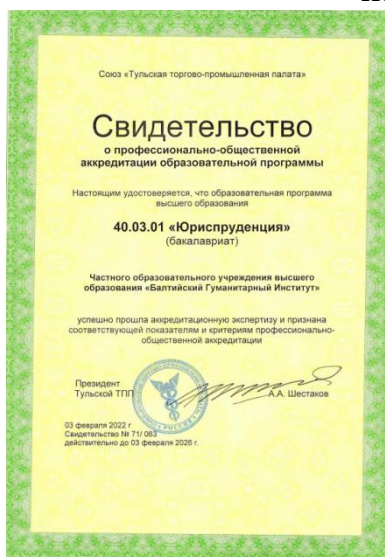 Союз «Тульская торгово-промышленная палата»
Свидетельство
о профессионально-общественной
аккредитации образовательной программы
Настоящим удостоверяется, что образовательная программа
высшего образования
40.03.01 «Юриспруденция»
(бакалавриат)
Частного образовательного учреждения высшего
образования «Балтийский Гуманитарный Институт»
успешно прошла аккредитационную экспертизу и признана
соответствующей показателям и критериям профессионально-
общественной аккредитации
Президент
Тульской ТПП
А.А. Шестаков
03 февраля 2022 г
Свидетельство № 71/ 063
действительно до 03 февраля 2026 г.